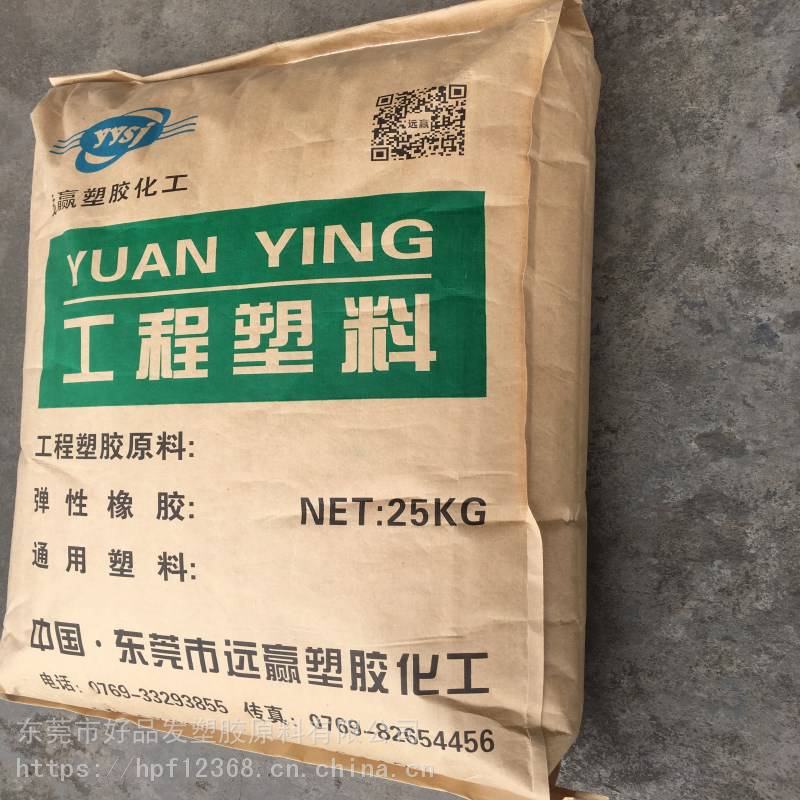 yysj
远赢
远赢塑胶化工
YUAN YING
工程塑料
工程塑胶原料:
弹性橡胶:
NET:25KG
通用塑料:
中国·东莞市远赢塑胶化工
电话: 0769-33293855 传真: 0769-82654456
东莞市好品发塑胶原料有限公司
https://hpf12368.cn.china.cn